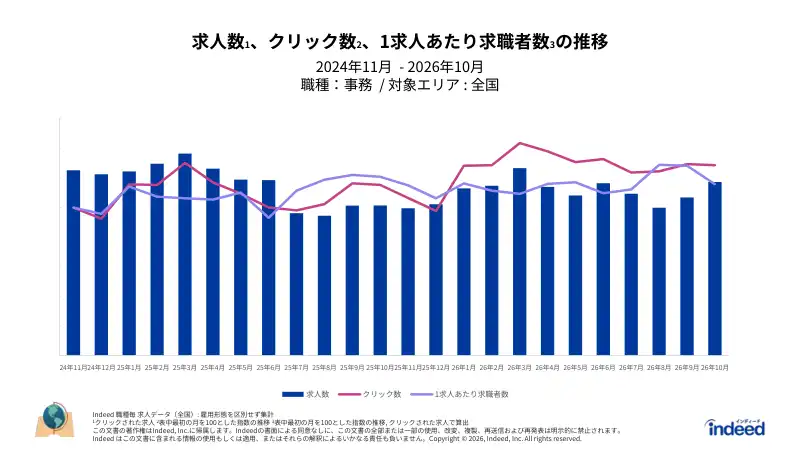 求人数1、クリック数2、1求人あたり求職者数3の推移
2024年11月 - 2026年10月
職種：事務 / 対象エリア : 全国
24年11月 24年12月 25年1月 25年2月 25年3月 25年4月 25年5月 25年6月 25年7月 25年8月 25年9月 25年10月 25年11月 25年12月 26年1月 26年2月 26年3月 26年4月 26年5月 26年6月 26年7月 26年8月 26年9月 26年10月
求人数 クリック数 1求人あたり求職者数
Indeed 職種毎 求人データ（全国）: 雇用形態を区別せず集計
¹クリックされた求人 ²表中最初の月を100とした指数の推移 ³表中最初の月を100とした指数の推移, クリックされた求人で算出
この文書の著作権はIndeed, Inc.に帰属します。Indeedの書面による同意なしに、この文書の全部または一部の使用、改変、複製、再送信および再発表は明示的に禁止されます。
Indeed はこの文書に含まれる情報の使用もしくは適用、またはそれらの解釈によるいかなる責任も負いません。Copyright © 2026, Indeed, Inc. All rights reserved.
インディード
indeed